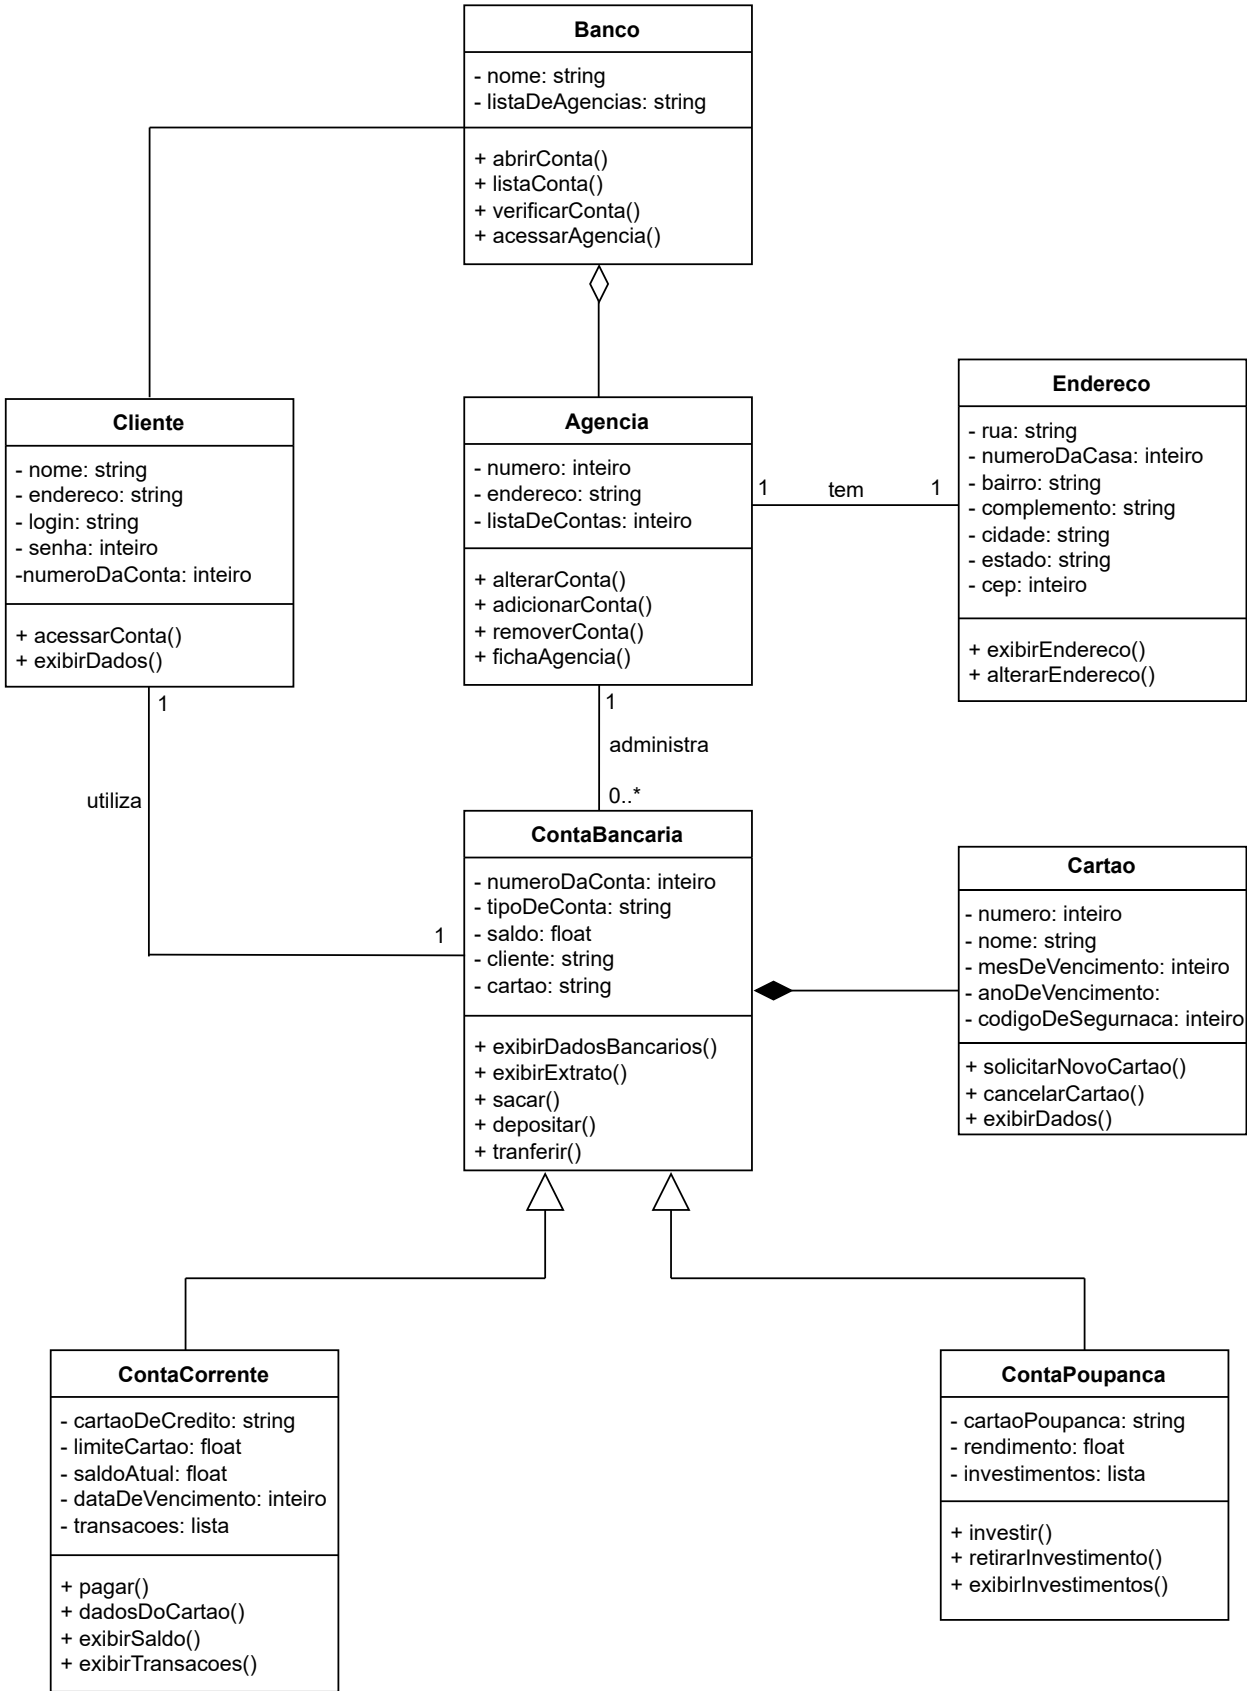 Banco
- nome: string
- listaDeAgencias: string
+ abrirConta()
+ listaConta()
+ verificarConta()
+ acessarAgencia()
Cliente
- nome: string
- endereco: string
- login: string
- senha: inteiro
-numeroDaConta: inteiro
+ acessarConta()
+ exibirDados()
Agencia
- numero: inteiro
- endereco: string
- listaDeContas: inteiro
+ alterarConta()
+ adicionarConta()
+ removerConta()
+ fichaAgencia()
1
tem
1
Endereco
- rua: string
- numeroDaCasa: inteiro
- bairro: string
- complemento: string
- cidade: string
- estado: string
- cep: inteiro
+ exibirEndereco()
+ alterarEndereco()
1
utiliza
1
1
administra
0..*
ContaBancaria
- numeroDaConta: inteiro
- tipoDeConta: string
- saldo: float
- cliente: string
- cartao: string
+ exibirDadosBancarios()
+ exibirExtrato()
+ sacar()
+ depositar()
+ tranferir()
Cartao
- numero: inteiro
- nome: string
- mesDeVencimento: inteiro
- anoDeVencimento:
- codigoDeSegurnaca: inteiro
+ solicitarNovoCartao()
+ cancelarCartao()
+ exibirDados()
ContaCorrente
- cartaoDeCredito: string
- limiteCartao: float
- saldoAtual: float
- dataDeVencimento: inteiro
- transacoes: lista
+ pagar()
+ dadosDoCartao()
+ exibirSaldo()
+ exibirTransacoes()
ContaPoupanca
- cartaoPoupanca: string
- rendimento: float
- investimentos: lista
+ investir()
+ retirarInvestimento()
+ exibirInvestimentos()